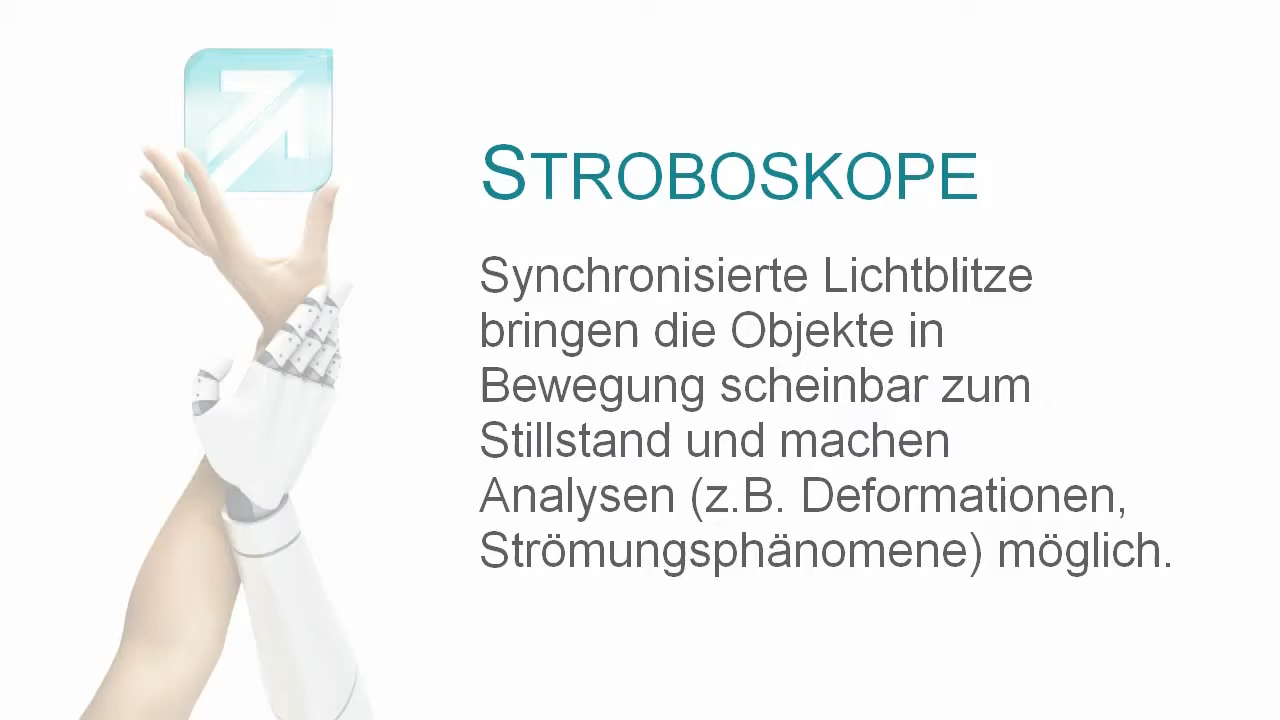 STROBOSKOPE
Synchronisierte Lichtblitze
bringen die Objekte in
Bewegung scheinbar zum
Stillstand und machen
Analysen (z.B. Deformationen,
Strömungsphänomene) möglich.